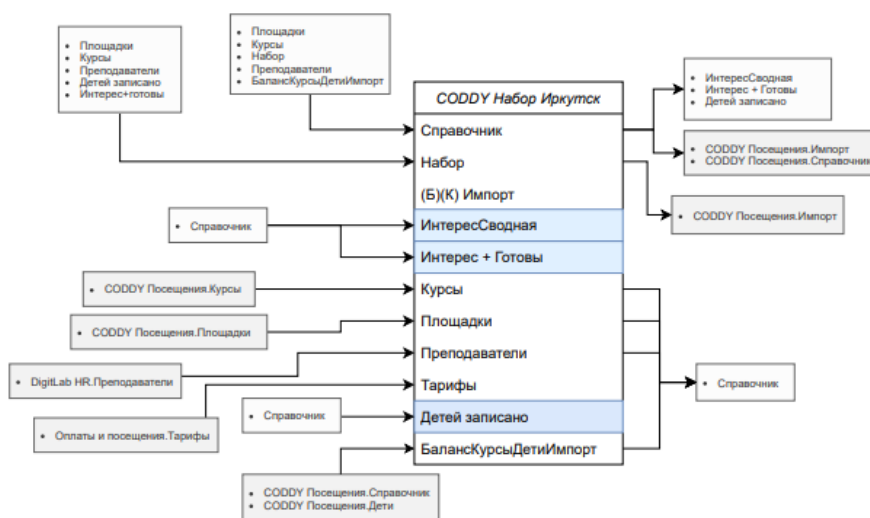 Площадки
Курсы
Преподаватели
Детей записано
Интерес+готовы
Площадки
Курсы
Набор
Преподаватели
БалансКурсыДетиИмпорт
CODDY Набор Иркутск
Справочник
Набор
(Б)(К) Импорт
ИнтересСводная
Интерес + Готовы
Курсы
Площадки
Преподаватели
Тарифы
Детей записано
БалансКурсыДетиИмпорт
ИнтересСводная
Интерес + Готовы
Детей записано
CODDY Посещения.Импорт
CODDY Посещения.Справочник
CODDY Посещения.Импорт
Справочник
CODDY Посещения.Курсы
CODDY Посещения.Площадки
DigitLab HR.Преподаватели
Оплаты и посещения.Тарифы
Справочник
CODDY Посещения.Справочник
CODDY Посещения.Дети
Справочник